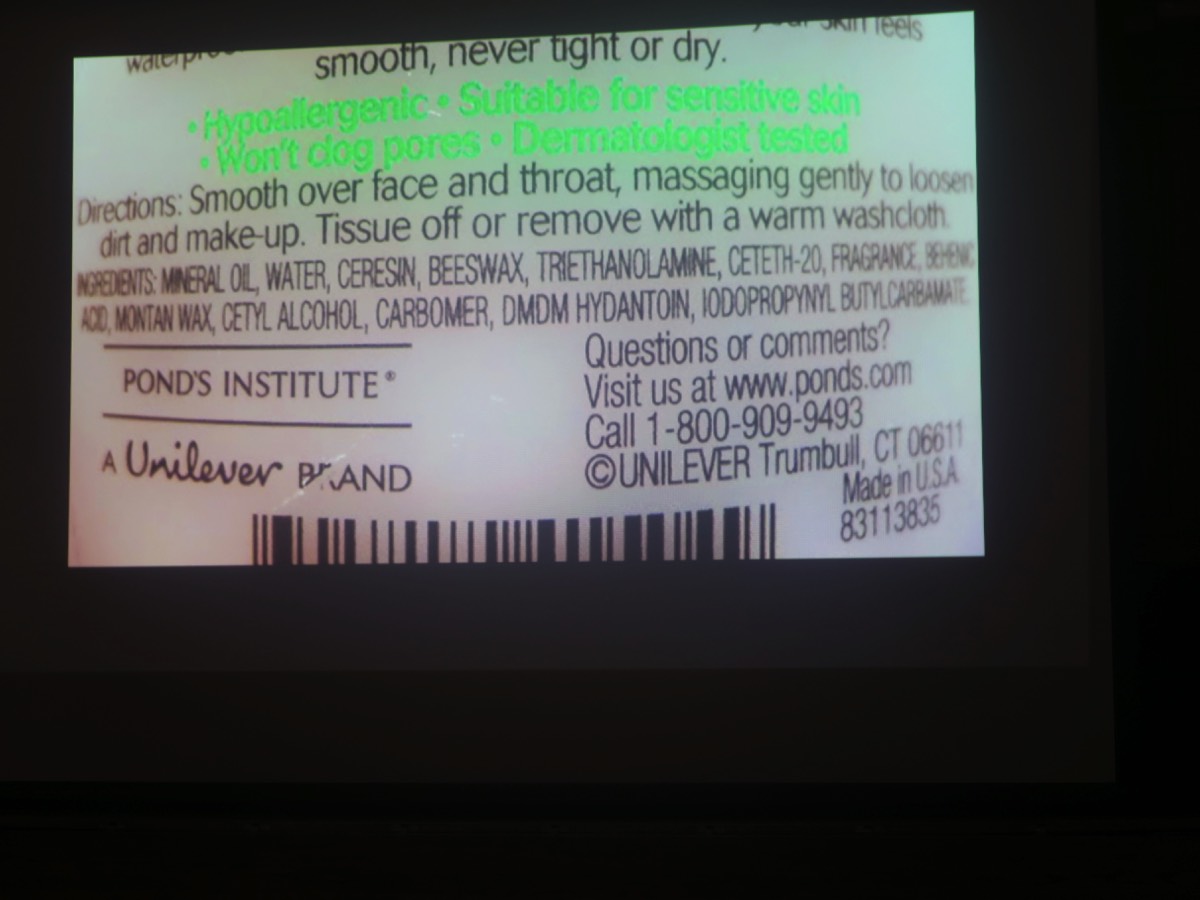 your skin feels
smooth, never tight or dry.
• Hypoallergenic • Suitable for sensitive skin
• Won't clog pores • Dermatologist tested
Directions: Smooth over face and throat, massaging gently to loosen
dirt and make-up. Tissue off or remove with a warm washcloth.
INGREDIENTS: MINERAL OIL, WATER, CERESIN, BEESWAX, TRIETHANOLAMINE, CETETH-20, FRAGRANCE, BEHENIC
ACID, MONTAN WAX, CETYL ALCOHOL, CARBOMER, DMDM HYDANTOIN, IODOPROPYNYL BUTYLCARBAMATE.
POND'S INSTITUTE®
A Unilever BRAND
Questions or comments?
Visit us at www.ponds.com
Call 1-800-909-9493
©UNILEVER Trumbull, CT 06611
Made in U.S.A.
83113835